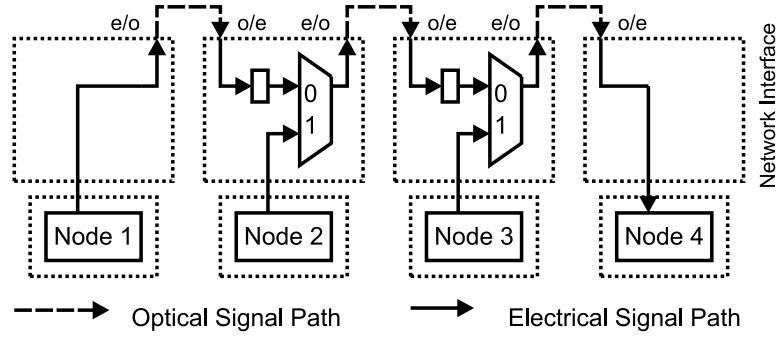 e/o o/e e/o o/e e/o o/e
0 0
1 1
Network Interface
Node 1 Node 2 Node 3 Node 4
Optical Signal Path Electrical Signal Path